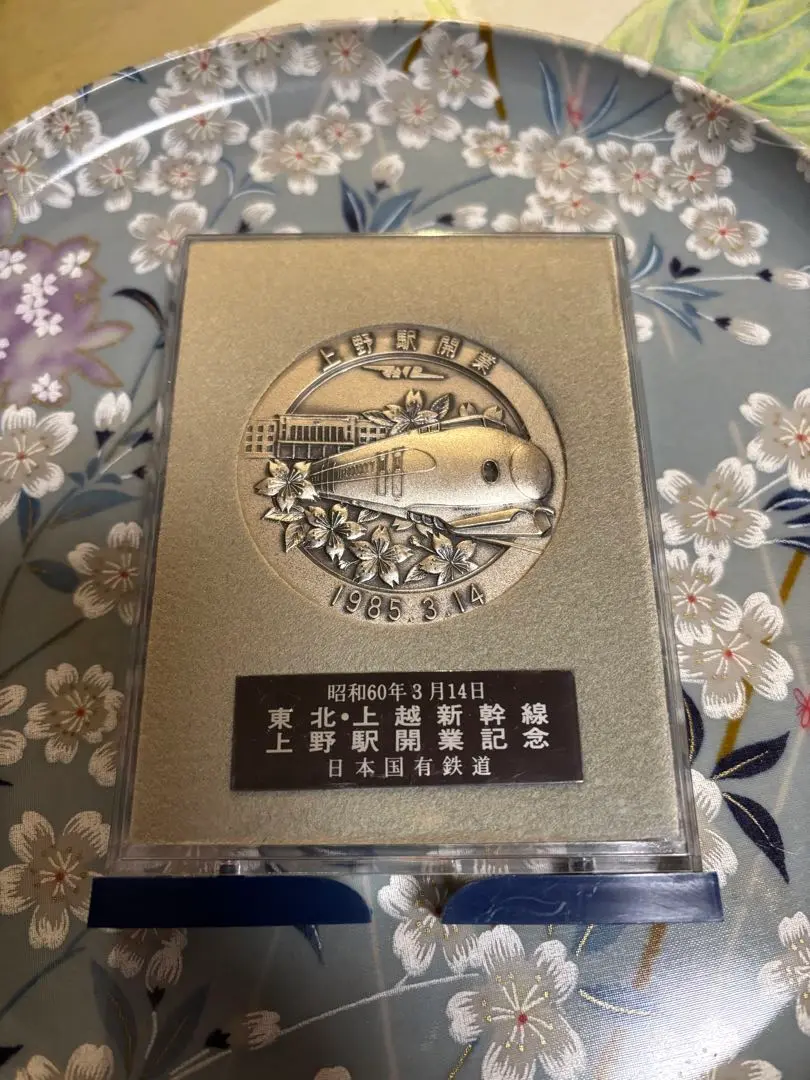 上野駅開業
1985.3.14
昭和60年3月14日
東北・上越新幹線
上野駅開業記念
日本国有鉄道